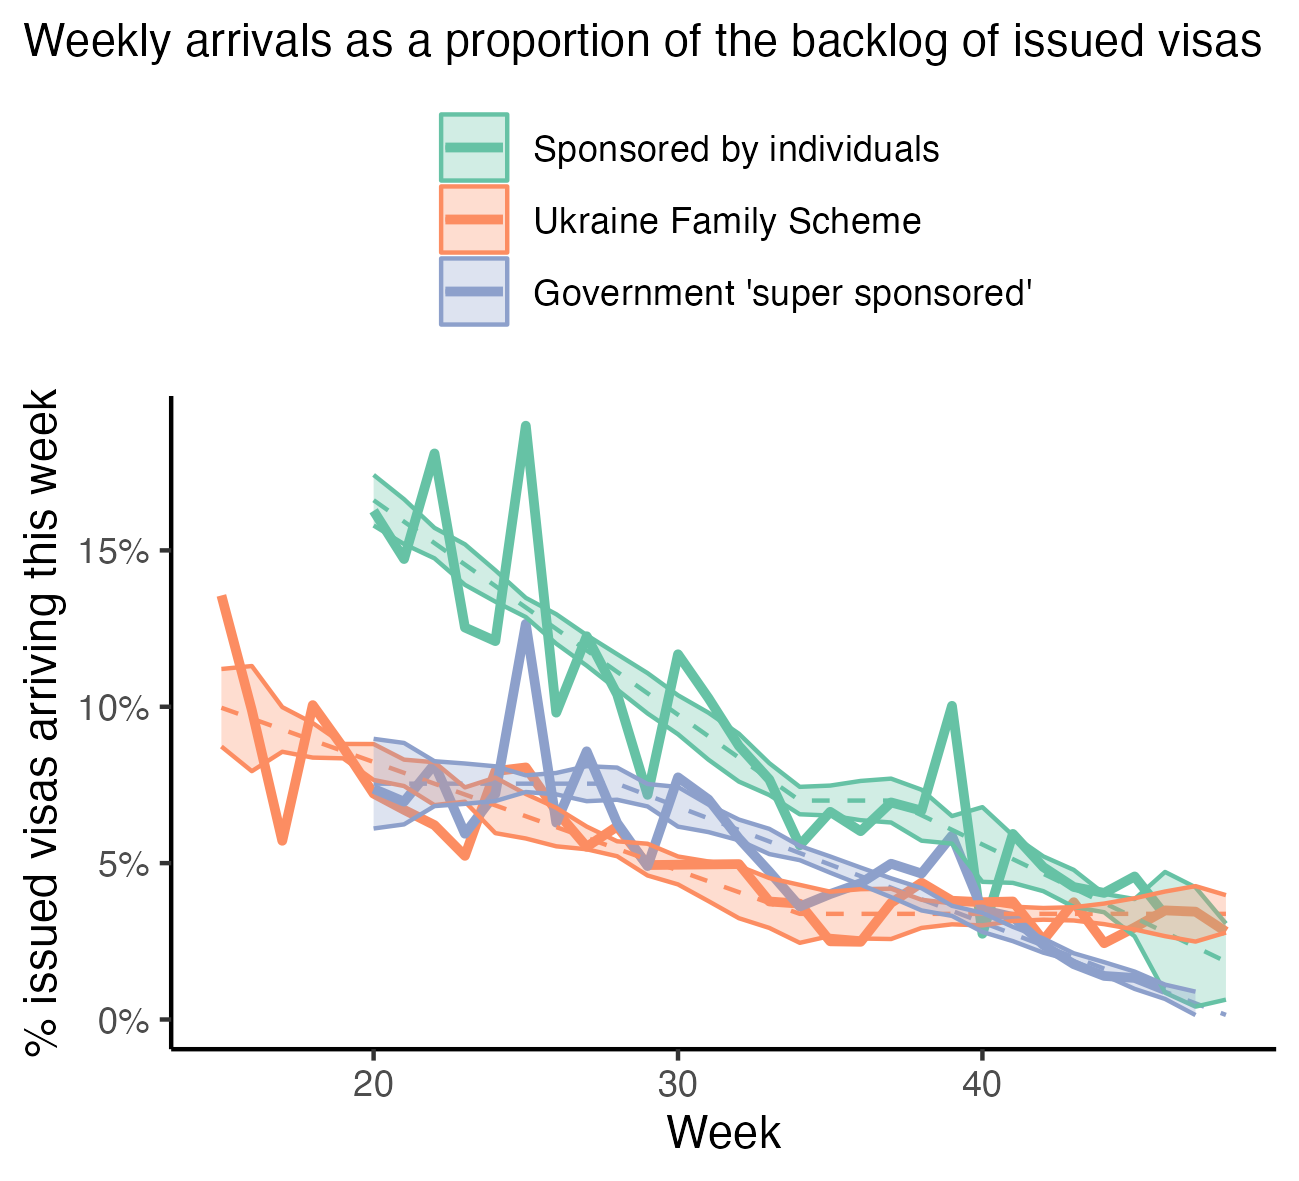 Weekly arrivals as a proportion of the backlog of issued visas
Sponsored by individuals
Ukraine Family Scheme
Government 'super sponsored'
% issued visas arriving this week
15%
10%
5%
0%
20 30 40
Week